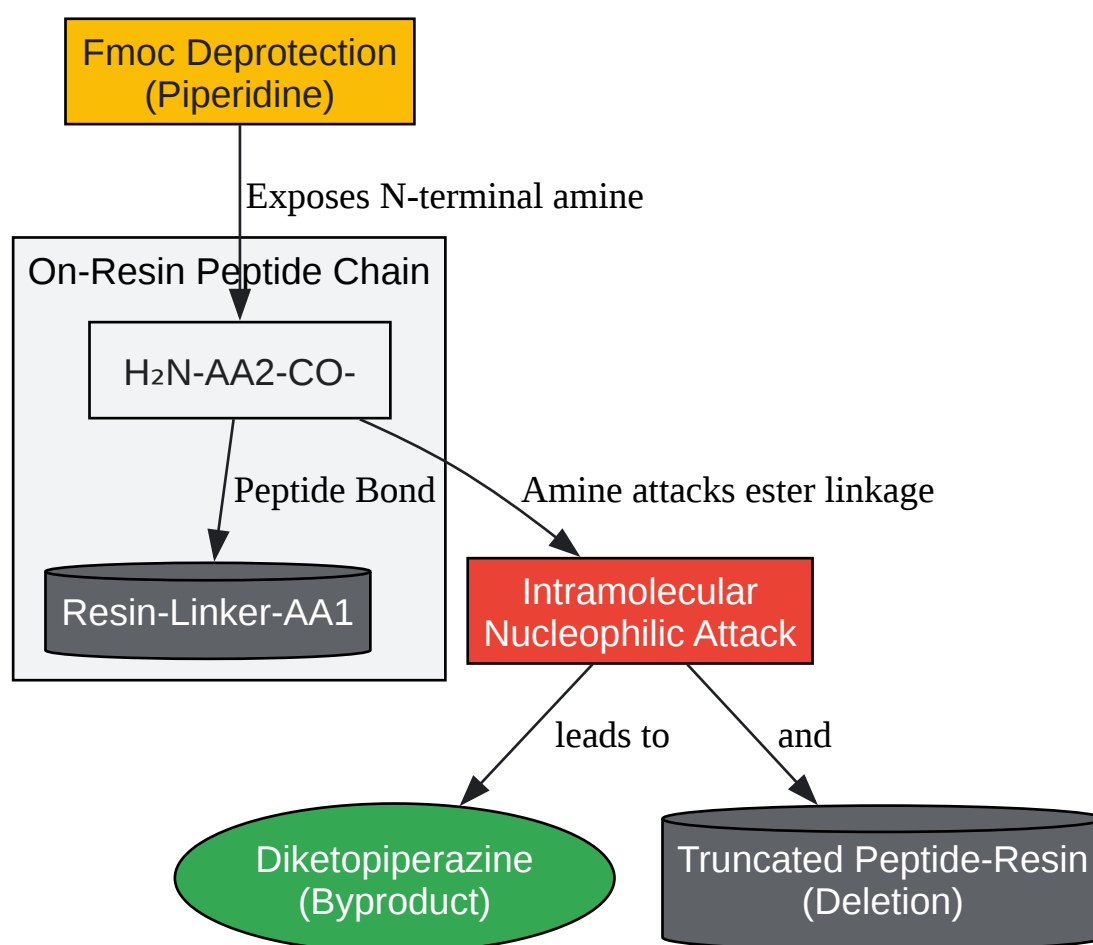 Fmoc Deprotection
(Piperidine)
Exposes N-terminal amine
On-Resin Peptide Chain
H₂N-AA2-CO-
Peptide Bond
Amine attacks ester linkage
Resin-Linker-AA1
Intramolecular
Nucleophilic Attack
leads to
and
Diketopiperazine
(Byproduct)
Truncated Peptide-Resin
(Deletion)